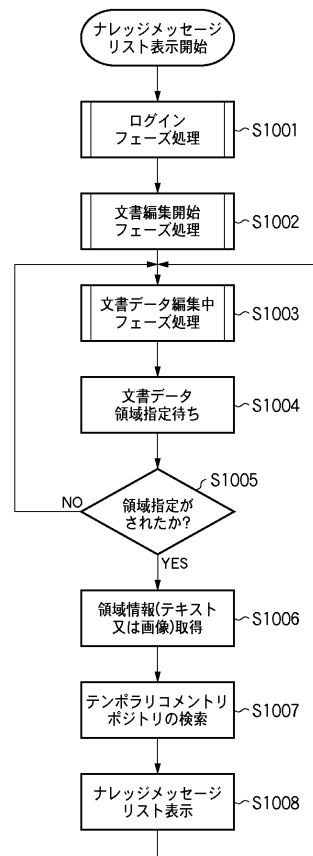 ナレッジメッセージ
リスト表示開始
ログイン
フェーズ処理
S1001
文書編集開始
フェーズ処理
S1002
文書データ編集中
フェーズ処理
S1003
文書データ
領域指定待ち
S1004
S1005
領域指定が
されたか?
NO
YES
領域情報(テキスト
又は画像)取得
S1006
テンポラリコメントリ
ポジトリの検索
S1007
ナレッジメッセージ
リスト表示
S1008